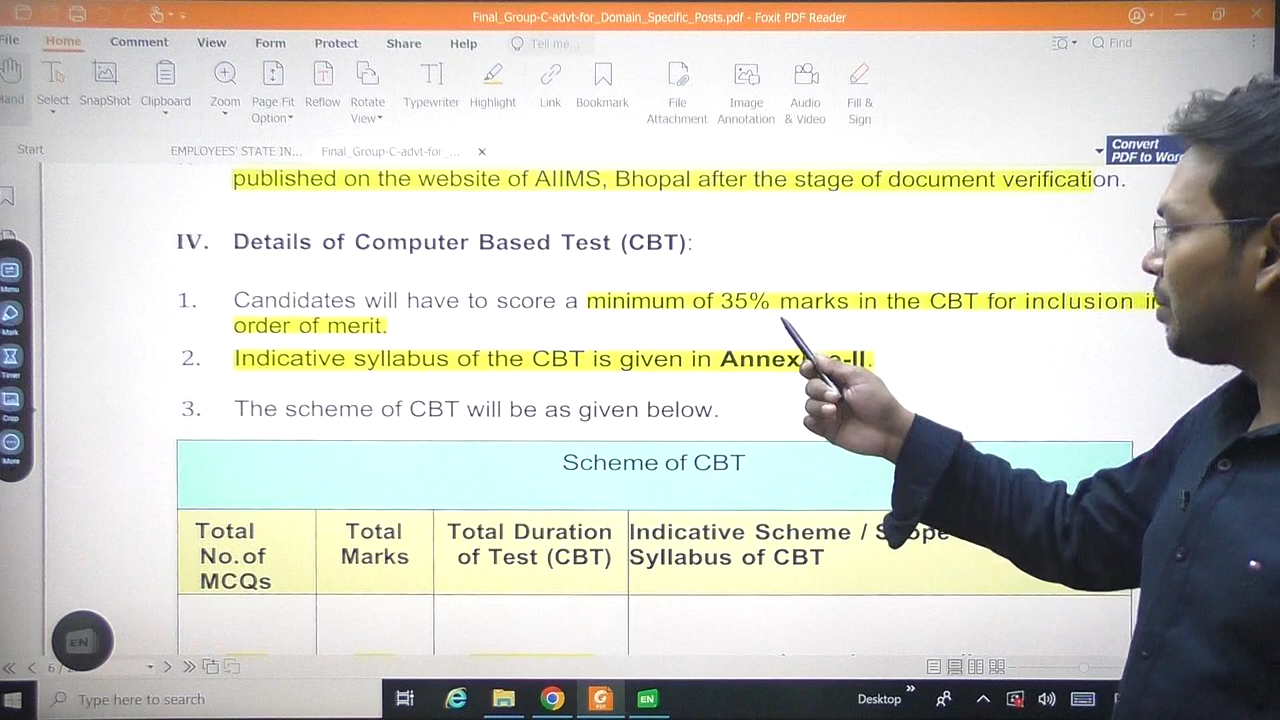 Final_Group-C-advt-for_Domain_Specific_Posts.pdf - Foxit PDF Reader
File Home Comment View Form Protect Share Help Tell me... Find
Hand Select SnapShot Clipboard Zoom Page Fit Option Reflow Rotate View Typewriter Highlight Link Bookmark File Attachment Image Annotation Audio & Video Fill & Sign
Start EMPLOYEES' STATE IN... Final_Group-C-advt-for_... Convert
PDF to Word
published on the website of AIIMS, Bhopal after the stage of document verification.
IV. Details of Computer Based Test (CBT):
1. Candidates will have to score a minimum of 35% marks in the CBT for inclusion in
order of merit.
2. Indicative syllabus of the CBT is given in Annexure-II.
3. The scheme of CBT will be as given below.
Scheme of CBT
Total No.of MCQs
Total Marks
Total Duration of Test (CBT)
Indicative Scheme / Scope
Syllabus of CBT
Menu
Mark
Timer
Crop
More
EN
6 /
Type here to search EN Desktop